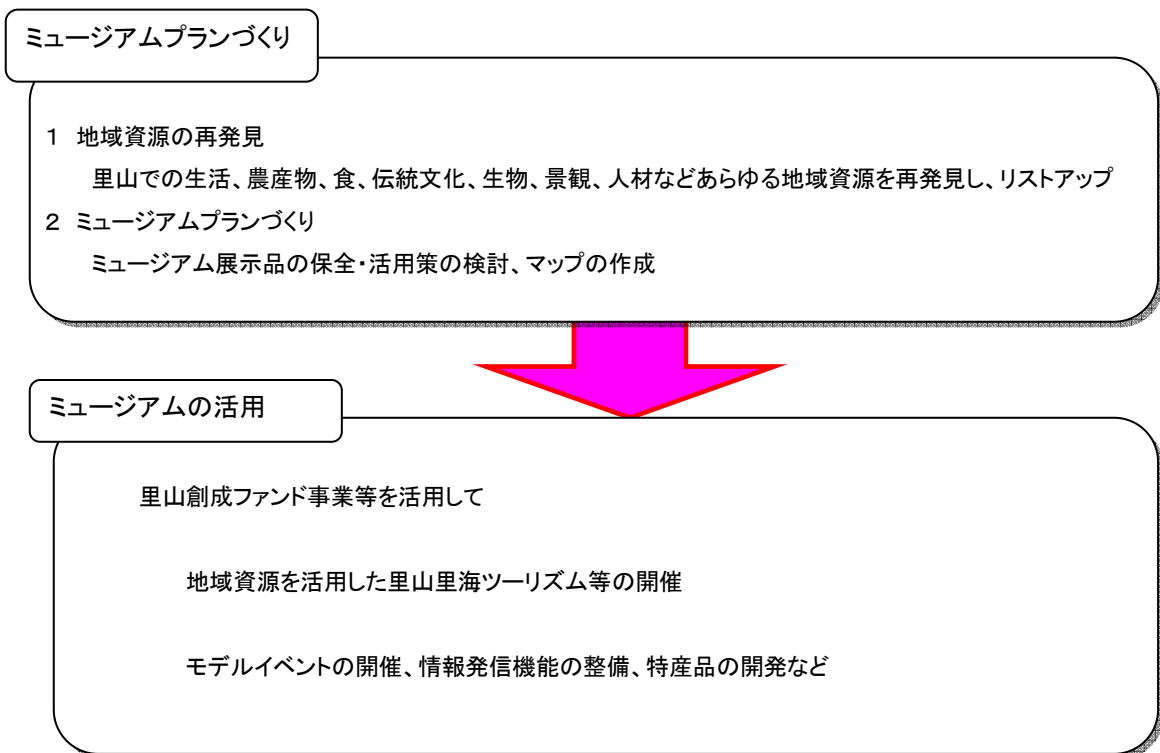 ミュージアムプランづくり
１ 地域資源の再発見
里山での生活、農産物、食、伝統文化、生物、景観、人材などあらゆる地域資源を再発見し、リストアップ
２ ミュージアムプランづくり
ミュージアム展示品の保全・活用策の検討、マップの作成
ミュージアムの活用
里山創成ファンド事業等を活用して
地域資源を活用した里山里海ツーリズム等の開催
モデルイベントの開催、情報発信機能の整備、特産品の開発など